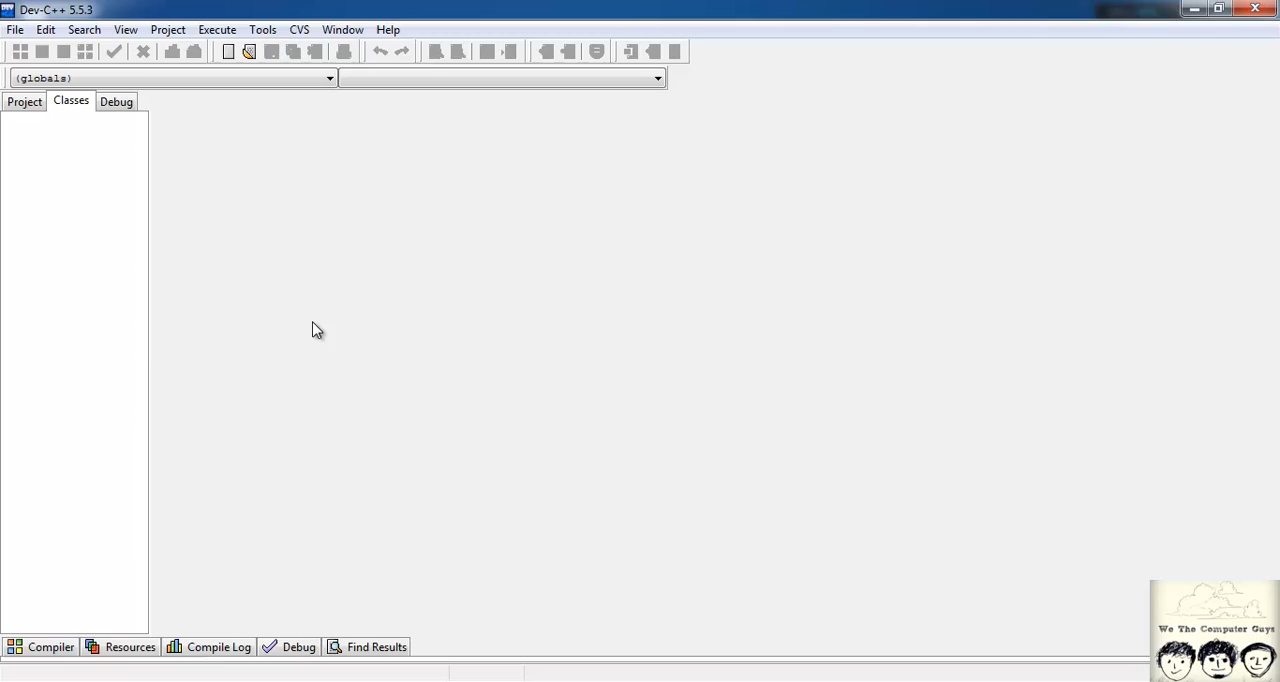 Dev-C++ 5.5.3
File Edit Search View Project Execute Tools CVS Window Help
(globals)
Project Classes Debug
Compiler Resources Compile Log Debug Find Results
We The Computer Guys